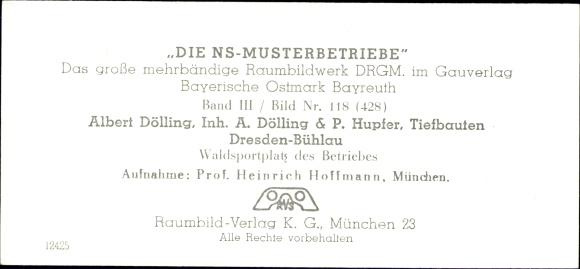 „DIE NS-MUSTERBETRIEBE”
Das große mehrbändige Raumbildwerk DRGM. im Gauverlag
Bayerische Ostmark Bayreuth
Band III / Bild Nr. 118 (428)
Albert Dölling, Inh. A. Dölling & P. Hupfer, Tiefbauten
Dresden-Bühlau
Waldsportplatz des Betriebes
Aufnahme: Prof. Heinrich Hoffmann, München.
RVS
Raumbild-Verlag K. G., München 23
Alle Rechte vorbehalten
12425